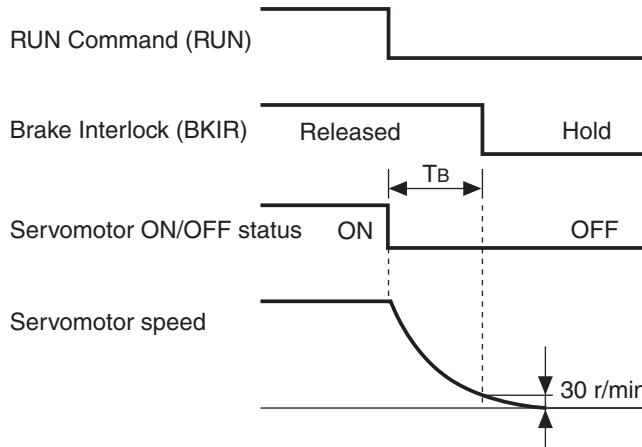 RUN Command (RUN)
Brake Interlock (BKIR) Released Hold
TB
Servomotor ON/OFF status ON OFF
Servomotor speed
30 r/min